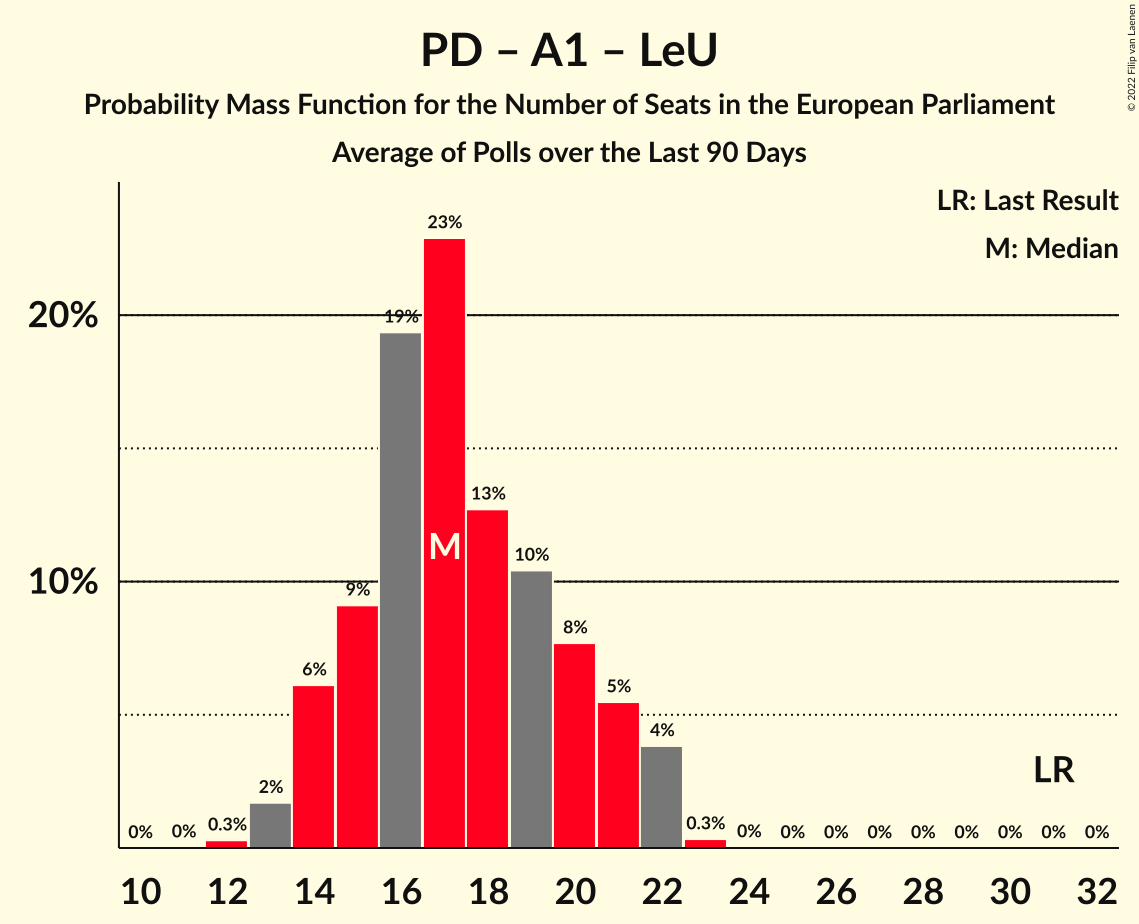 PD – A1 – LeU
Probability Mass Function for the Number of Seats in the European Parliament
Average of Polls over the Last 90 Days
© 2022 Filip van Laenen
LR: Last Result
M: Median
20%
10%
0% 0% 0.3% 2% 6% 9% 19% 23% 13% 10% 8% 5% 4% 0.3% 0% 0% 0% 0% 0% 0% 0% 0% 0%
M
LR
10 12 14 16 18 20 22 24 26 28 30 32